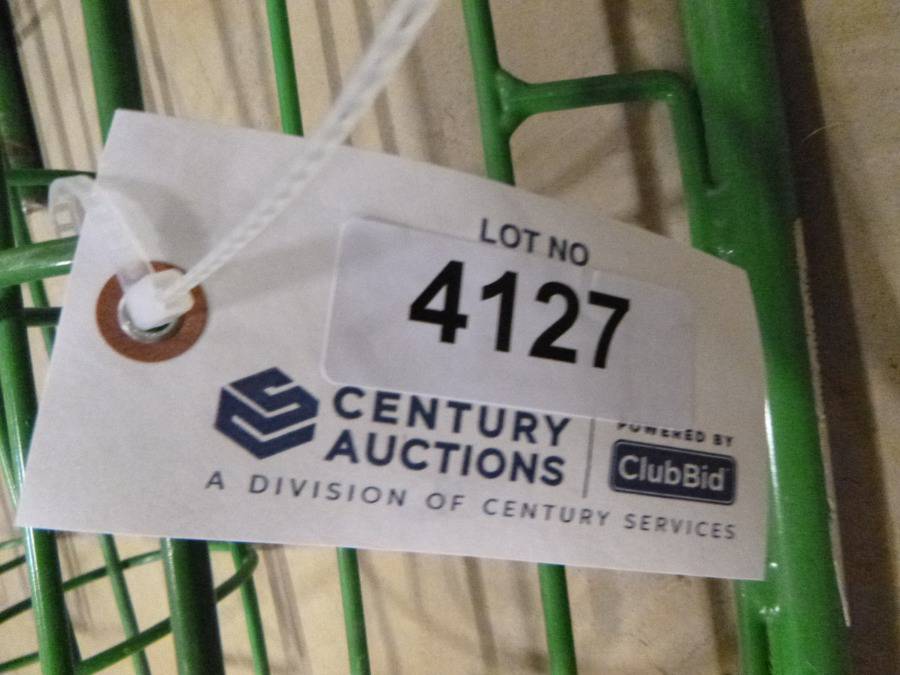 LOT NO
4127
CENTURY
AUCTIONS
POWERED BY
ClubBid
A DIVISION OF CENTURY SERVICES